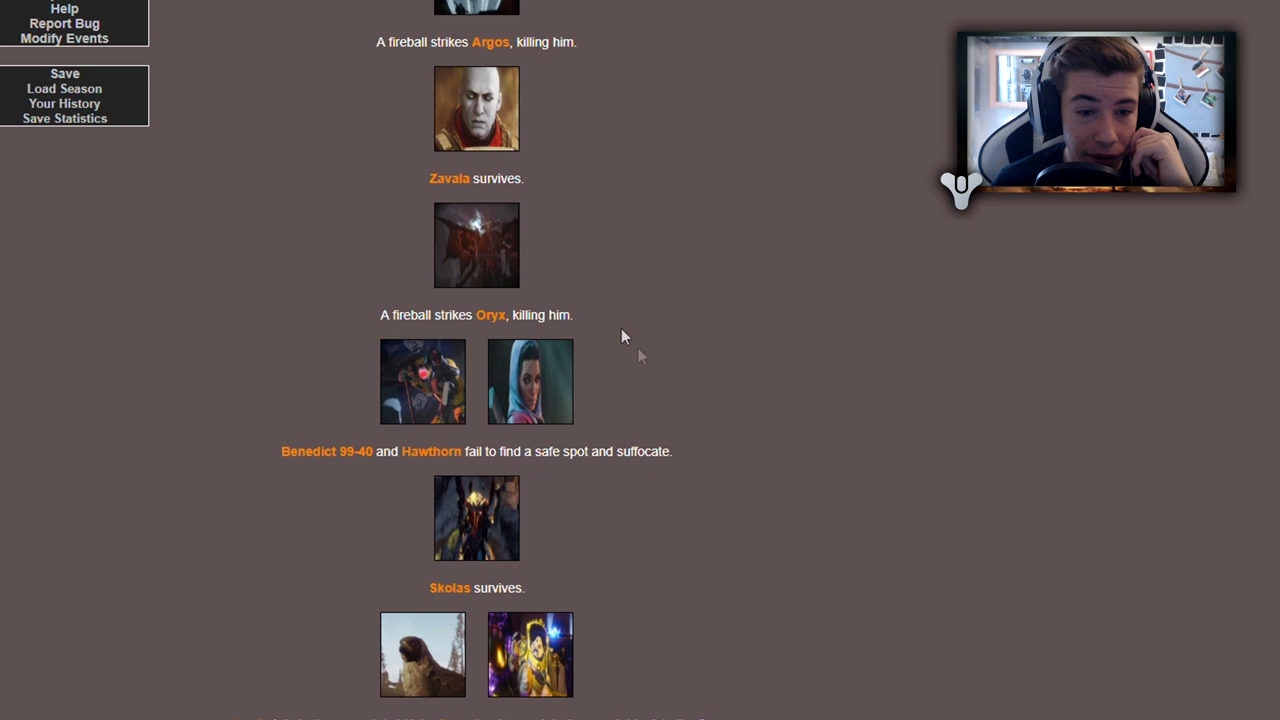 Help
Report Bug
Modify Events
Save
Load Season
Your History
Save Statistics
A fireball strikes Argos, killing him.
Zavala survives.
A fireball strikes Oryx, killing him.
Benedict 99-40 and Hawthorn fail to find a safe spot and suffocate.
Skolas survives.